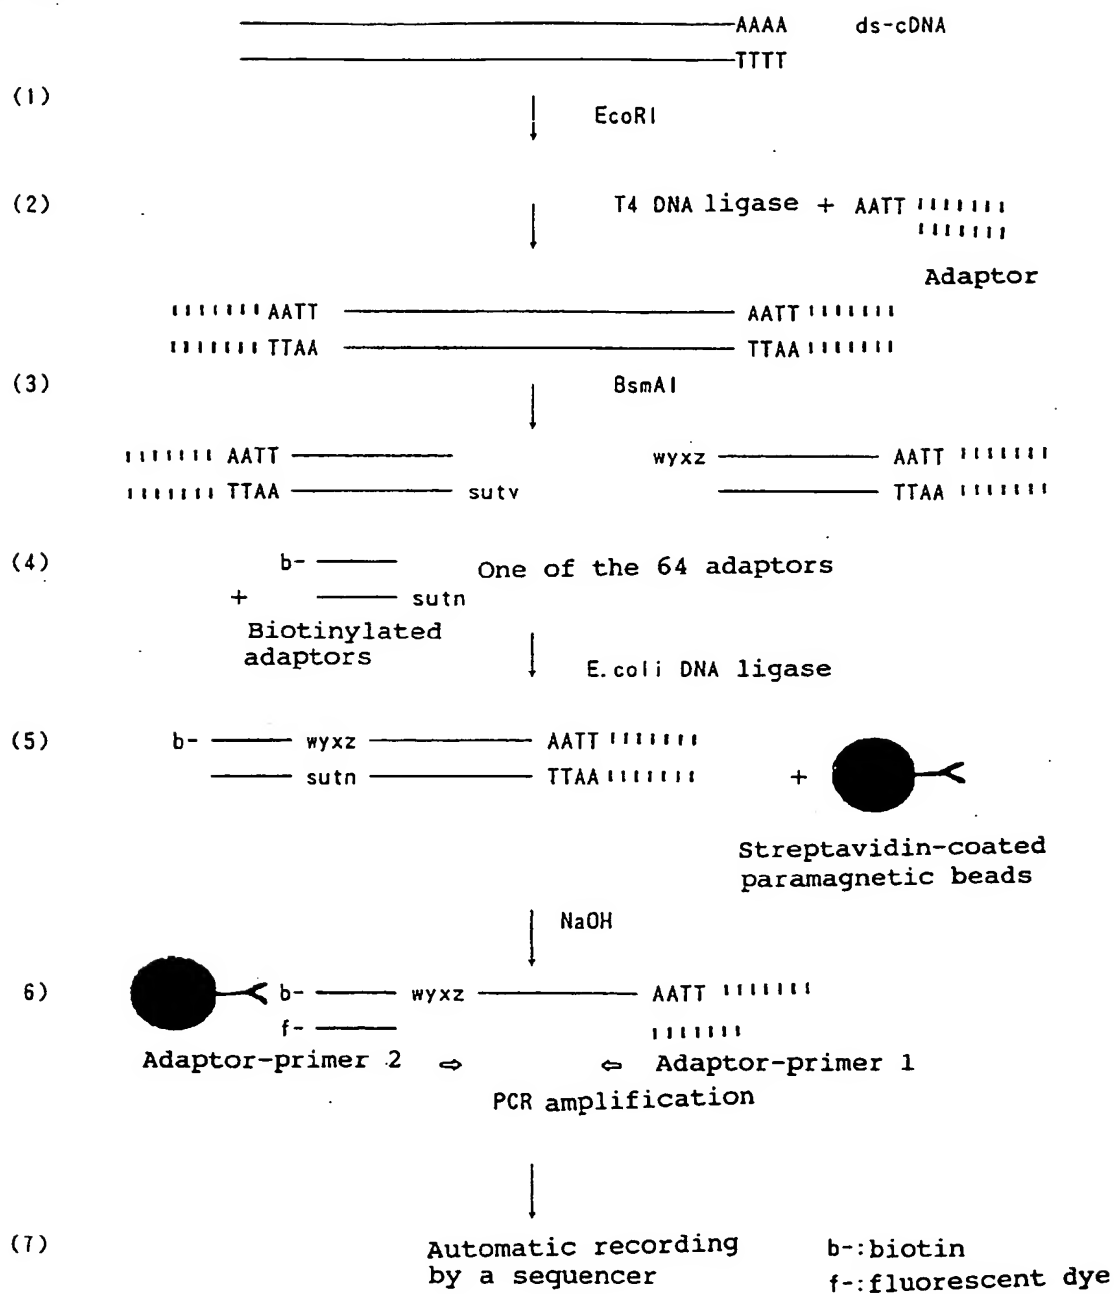 AAAA ds-cDNA
TTTT
(1)
EcoRI
(2) T4 DNA ligase + AATT
Adaptor
AATT AATT
TTAA TTAA
(3) BsmAI
AATT wyxz AATT
TTAA sutv TTAA
(4) b- One of the 64 adaptors
+ sutn
Biotinylated
adaptors
E.coli DNA ligase
(5) b- wyxz AATT
sutn TTAA +
Streptavidin-coated
paramagnetic beads
NaOH
6) b- wyxz AATT
f-
Adaptor-primer 2 ⇨ ⇦ Adaptor-primer 1
PCR amplification
(7) Automatic recording b-:biotin
by a sequencer f-:fluorescent dye